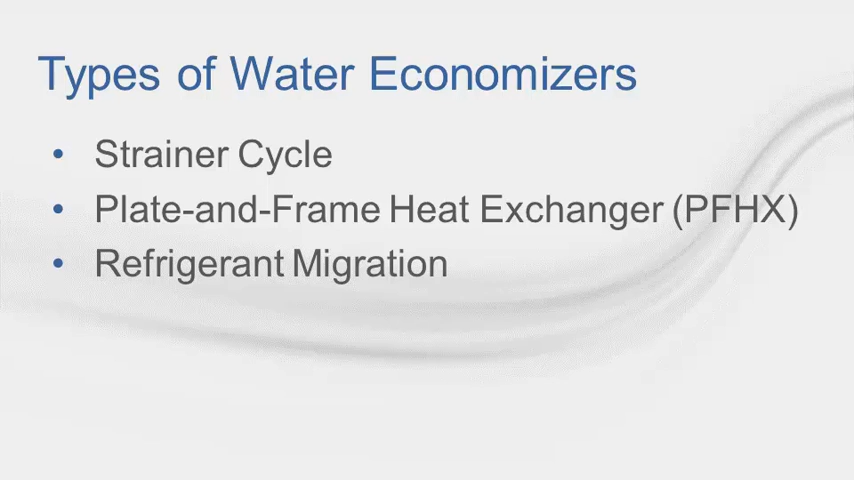 Types of Water Economizers
• Strainer Cycle
• Plate-and-Frame Heat Exchanger (PFHX)
• Refrigerant Migration